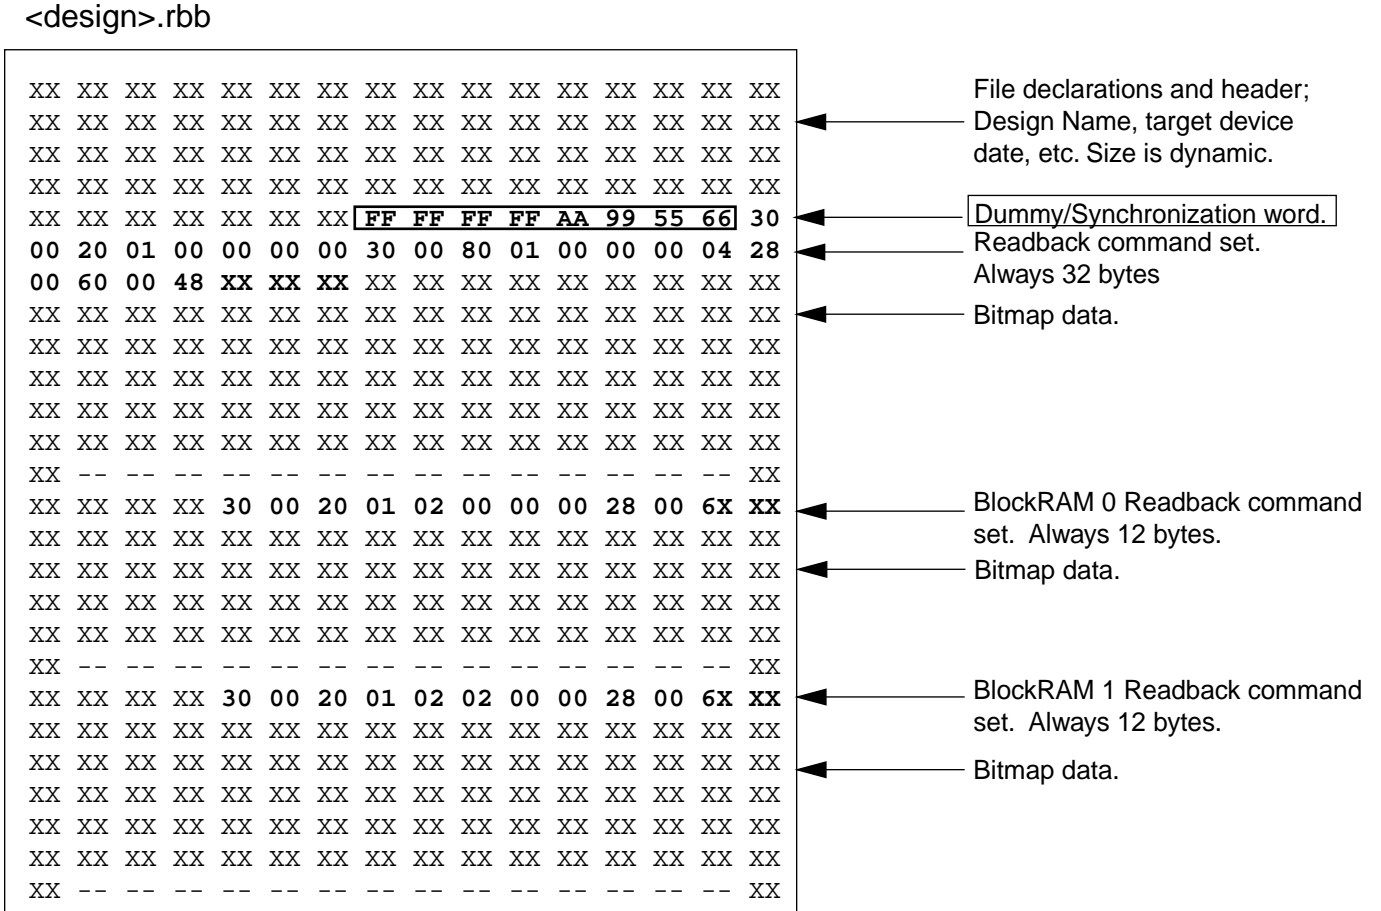 <design>.rbb
XX XX XX XX XX XX XX XX XX XX XX XX XX XX XX XX
XX XX XX XX XX XX XX XX XX XX XX XX XX XX XX XX
XX XX XX XX XX XX XX XX XX XX XX XX XX XX XX XX
XX XX XX XX XX XX XX XX XX XX XX XX XX XX XX XX
XX XX XX XX XX XX XX FF FF FF FF AA 99 55 66 30
00 20 01 00 00 00 00 30 00 80 01 00 00 00 04 28
00 60 00 48 XX XX XX XX XX XX XX XX XX XX XX XX
XX XX XX XX XX XX XX XX XX XX XX XX XX XX XX XX
XX XX XX XX XX XX XX XX XX XX XX XX XX XX XX XX
XX XX XX XX XX XX XX XX XX XX XX XX XX XX XX XX
XX XX XX XX XX XX XX XX XX XX XX XX XX XX XX XX
XX XX XX XX XX XX XX XX XX XX XX XX XX XX XX XX
XX -- -- -- -- -- -- -- -- -- -- -- -- -- -- XX
XX XX XX XX 30 00 20 01 02 00 00 00 28 00 6X XX
XX XX XX XX XX XX XX XX XX XX XX XX XX XX XX XX
XX XX XX XX XX XX XX XX XX XX XX XX XX XX XX XX
XX XX XX XX XX XX XX XX XX XX XX XX XX XX XX XX
XX XX XX XX XX XX XX XX XX XX XX XX XX XX XX XX
XX -- -- -- -- -- -- -- -- -- -- -- -- -- -- XX
XX XX XX XX 30 00 20 01 02 02 00 00 28 00 6X XX
XX XX XX XX XX XX XX XX XX XX XX XX XX XX XX XX
XX XX XX XX XX XX XX XX XX XX XX XX XX XX XX XX
XX XX XX XX XX XX XX XX XX XX XX XX XX XX XX XX
XX XX XX XX XX XX XX XX XX XX XX XX XX XX XX XX
XX XX XX XX XX XX XX XX XX XX XX XX XX XX XX XX
XX -- -- -- -- -- -- -- -- -- -- -- -- -- -- XX
File declarations and header;
Design Name, target device
date, etc. Size is dynamic.
Dummy/Synchronization word.
Readback command set.
Always 32 bytes
Bitmap data.
BlockRAM 0 Readback command
set. Always 12 bytes.
Bitmap data.
BlockRAM 1 Readback command
set. Always 12 bytes.
Bitmap data.